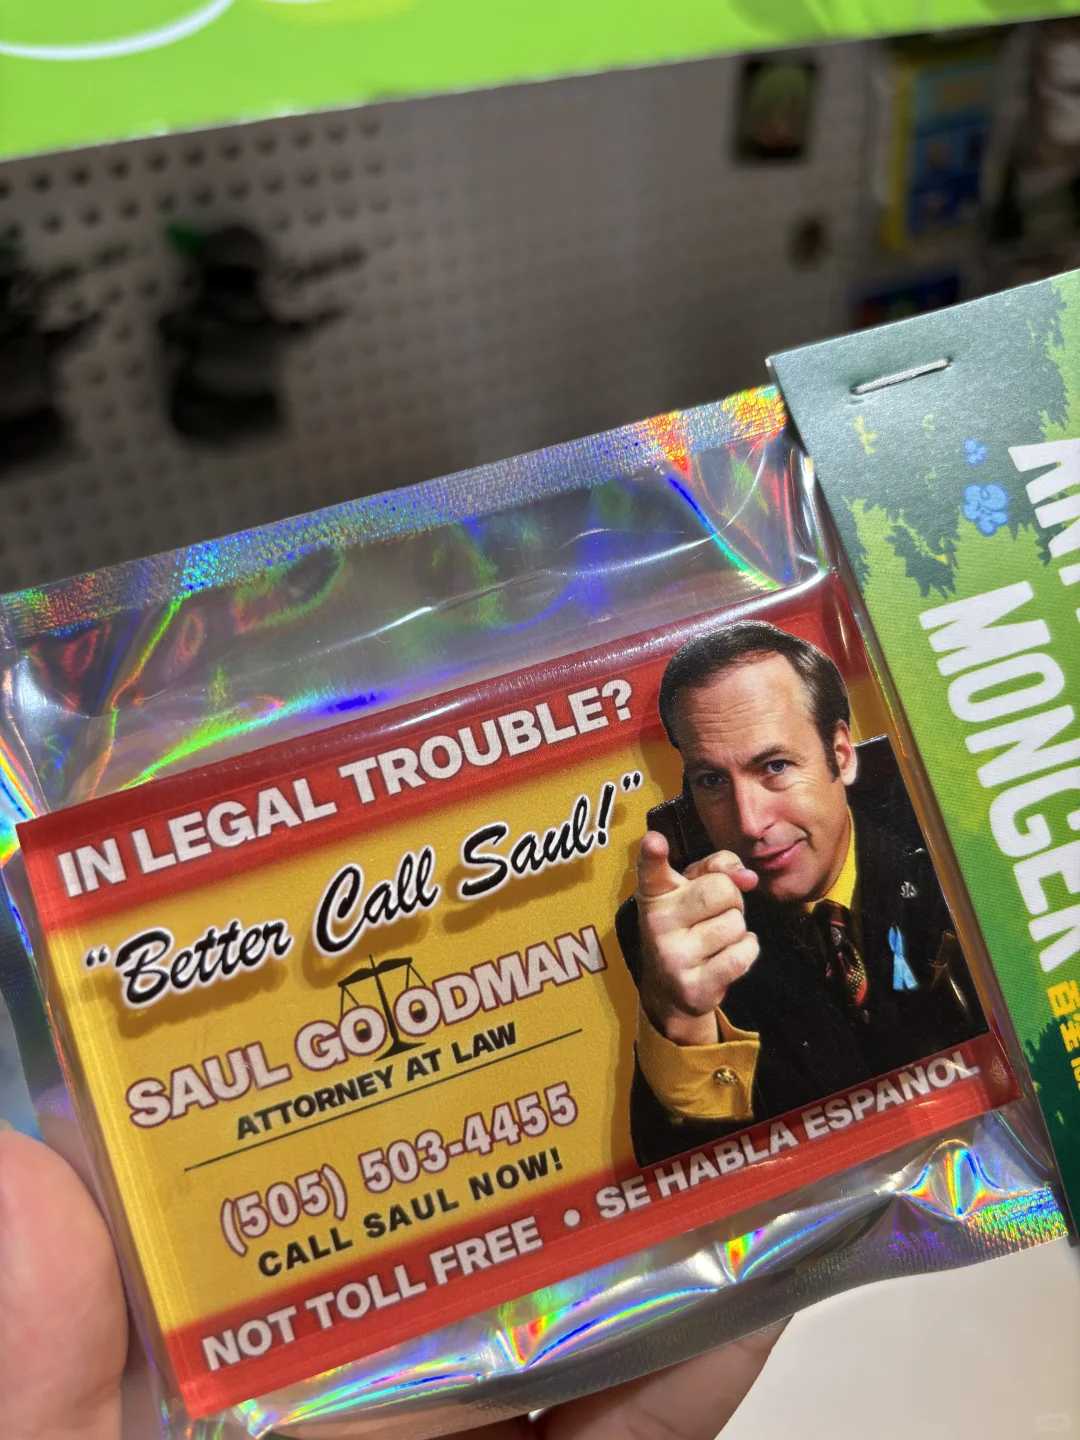 IN LEGAL TROUBLE?
"Better Call Saul!"
SAUL GOODMAN
ATTORNEY AT LAW
(505) 503-4455
CALL SAUL NOW!
NOT TOLL FREE • SE HABLA ESPAÑOL
MONGER